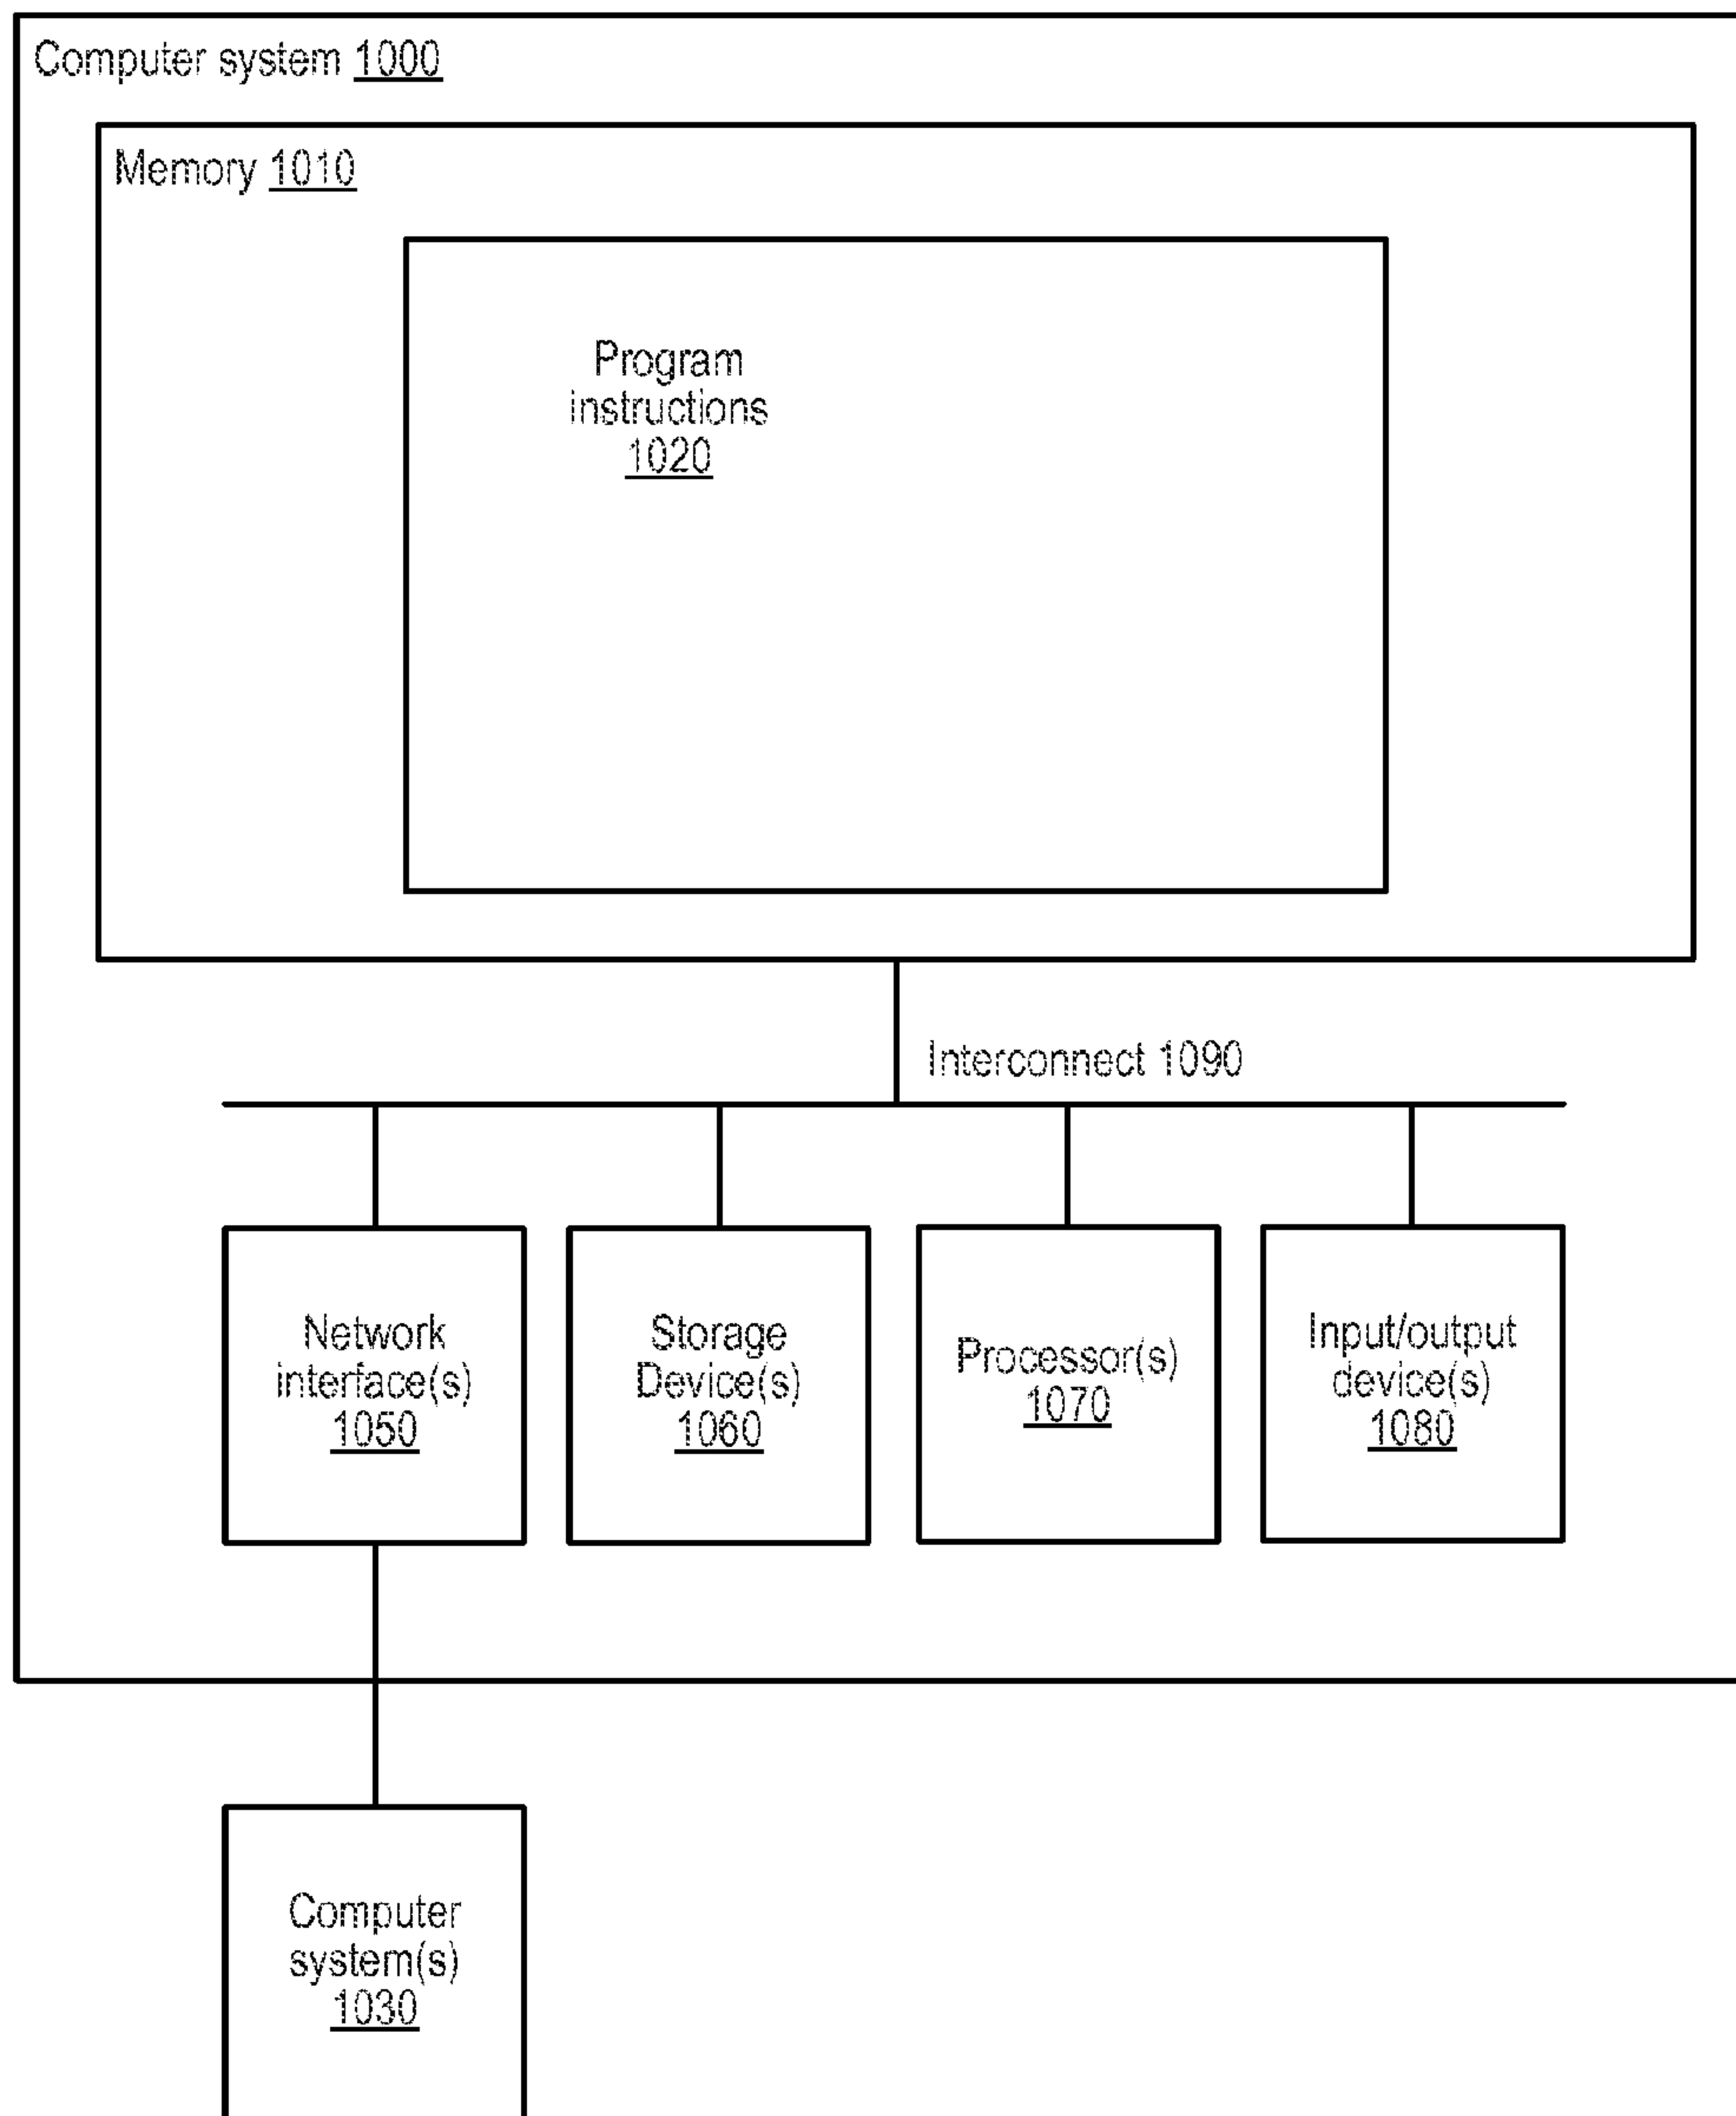 Computer system 1000
Memory 1010
Program
instructions
1020
Interconnect 1090
Network
interface(s)
1050
Storage
Device(s)
1060
Processor(s)
1070
Input/output
device(s)
1080
Computer
system(s)
1030